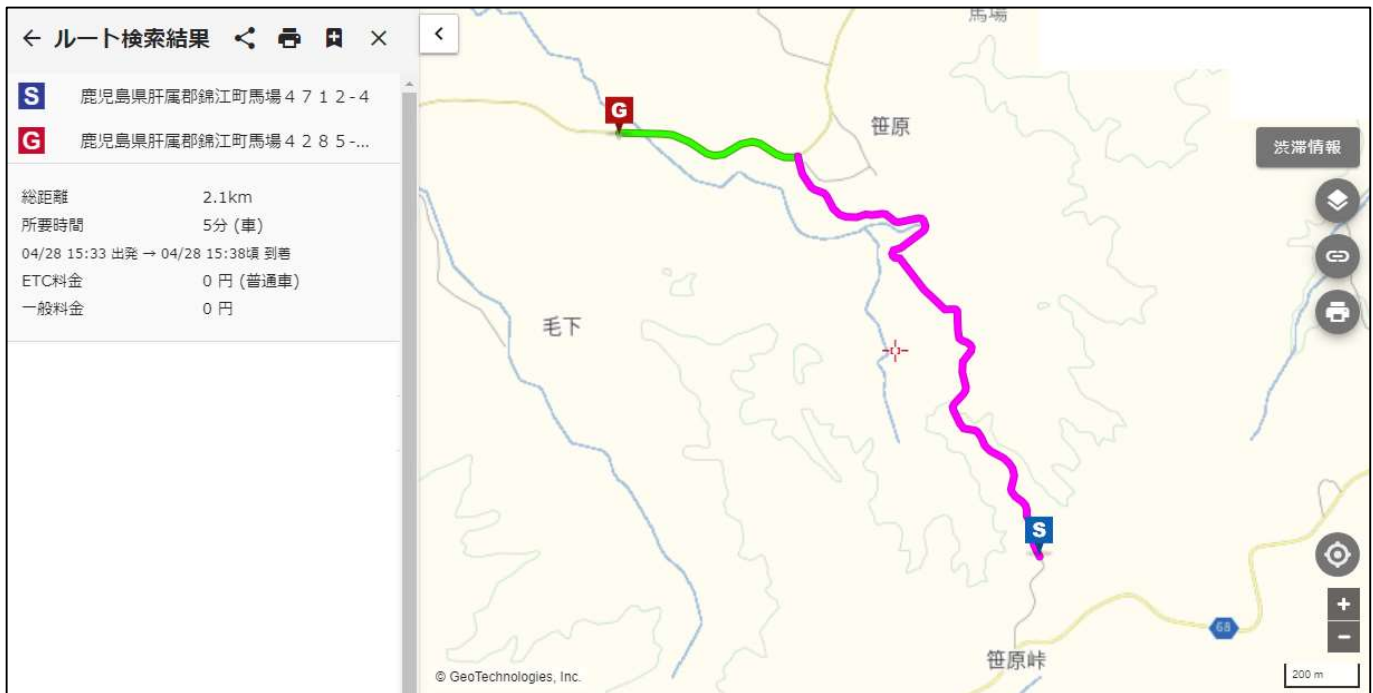 ルート検索結果
S 鹿児島県肝属郡錦江町馬場４７１２-４
G 鹿児島県肝属郡錦江町馬場４２８５-...
総距離 2.1km
所要時間 5分 (車)
04/28 15:33 出発 → 04/28 15:38頃 到着
ETC料金 0 円 (普通車)
一般料金 0 円
馬場
G
笹原
渋滞情報
毛下
S
68
笹原峠
© GeoTechnologies, Inc.
200 m